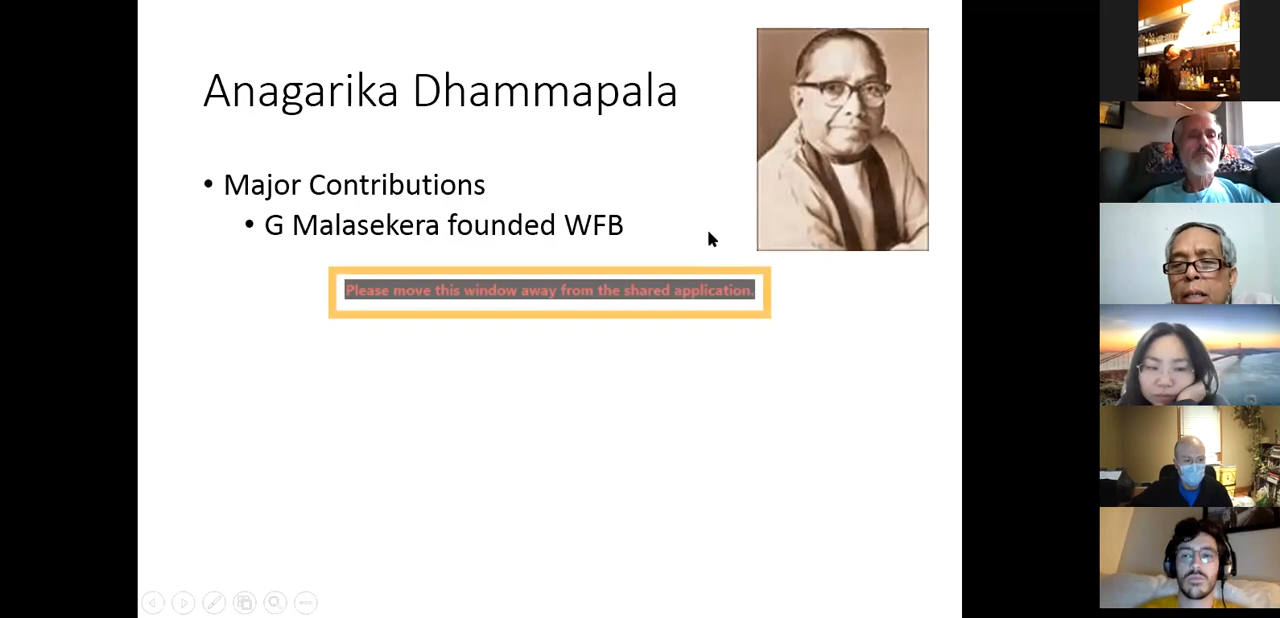 Anagarika Dhammapala
• Major Contributions
• G Malasekera founded WFB
Please move this window away from the shared application.